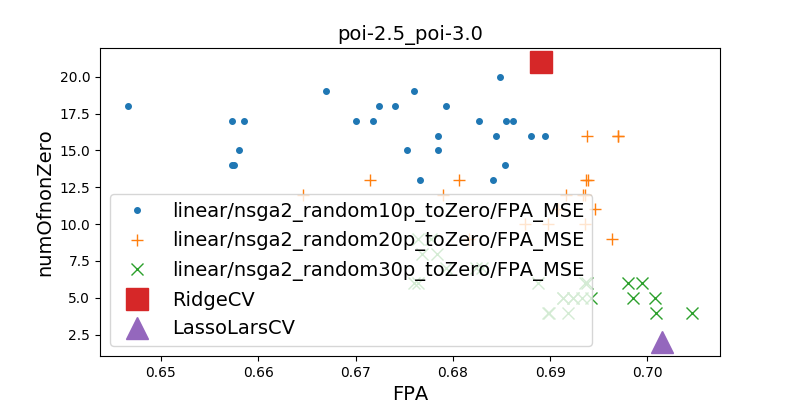 poi-2.5_poi-3.0
numOfnonZero
20.0
17.5
15.0
12.5
10.0
7.5
5.0
2.5
linear/nsga2_random10p_toZero/FPA_MSE
linear/nsga2_random20p_toZero/FPA_MSE
linear/nsga2_random30p_toZero/FPA_MSE
RidgeCV
LassoLarsCV
0.65 0.66 0.67 0.68 0.69 0.70
FPA